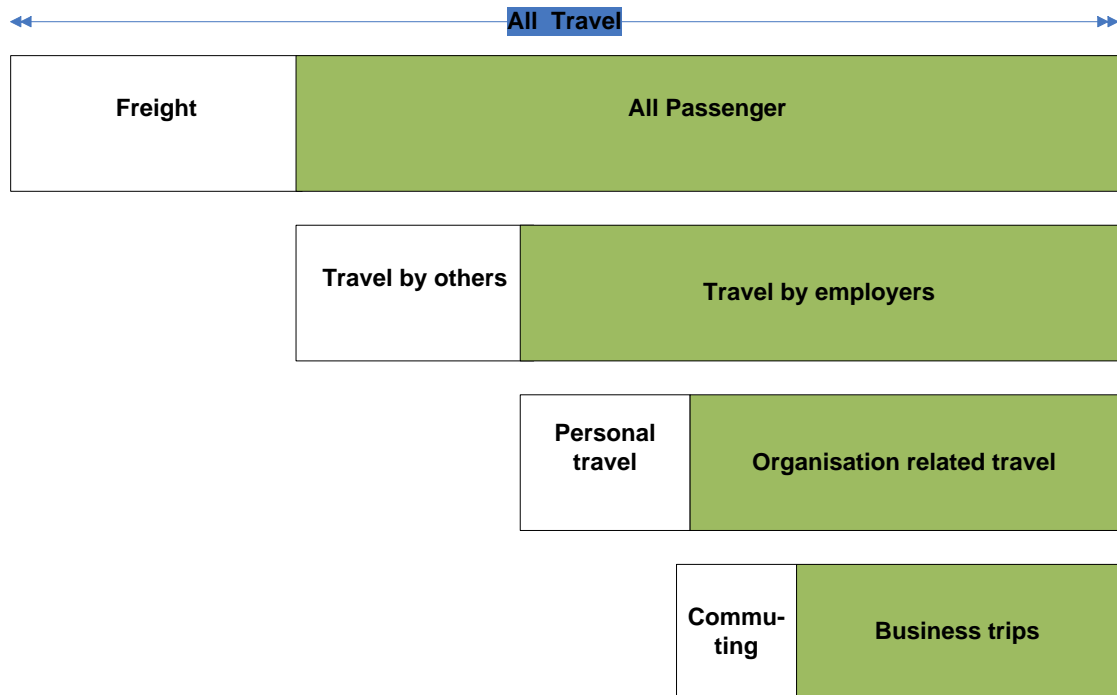 All  Travel
Freight
All Passenger
Travel by others
Travel by employers
Personal
travel
Organisation related travel
Commu-
ting
Business trips